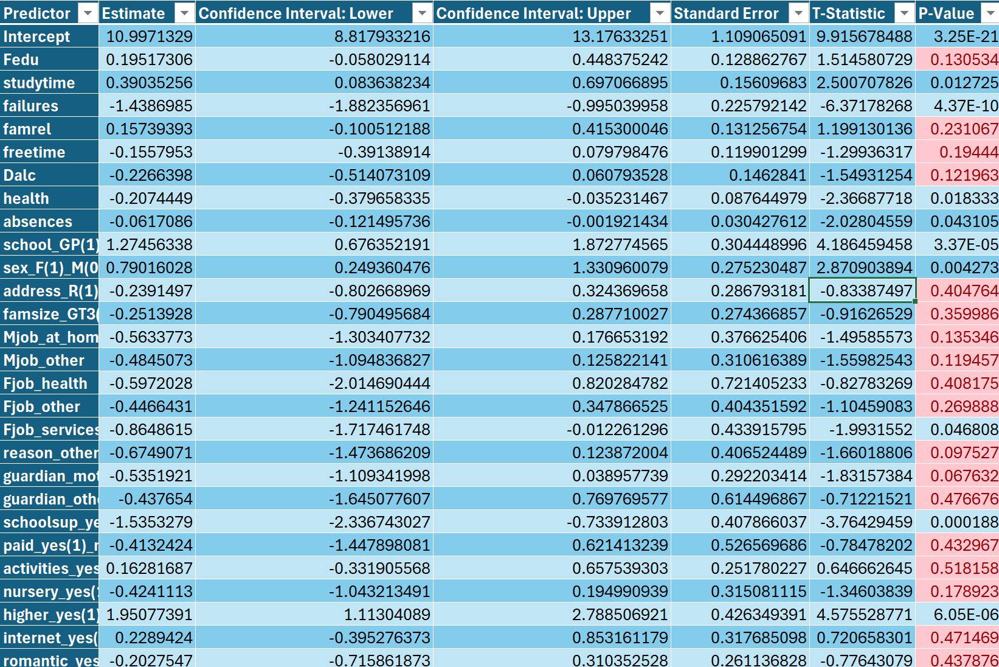 Predictor Estimate Confidence Interval: Lower Confidence Interval: Upper Standard Error T-Statistic P-Value
Intercept 10.9971329 8.817933216 13.17633251 1.109065091 9.915678488 3.25E-21
Fedu 0.19517306 -0.058029114 0.448375242 0.128862767 1.514580729 0.130534
studytime 0.39035256 0.083638234 0.697066895 0.15609683 2.500707826 0.012725
failures -1.4386985 -1.882356961 -0.995039958 0.225792142 -6.37178268 4.37E-10
famrel 0.15739393 -0.100512188 0.415300046 0.131256754 1.199130136 0.231067
freetime -0.1557953 -0.39138914 0.079798476 0.119901299 -1.29936317 0.19444
Dalc -0.2266398 -0.514073109 0.060793528 0.1462841 -1.54931254 0.121963
health -0.2074449 -0.379658335 -0.035231467 0.087644979 -2.36687718 0.018333
absences -0.0617086 -0.121495736 -0.001921434 0.030427612 -2.02804559 0.043105
school_GP(1) 1.27456338 0.676352191 1.872774565 0.304448996 4.186459458 3.37E-05
sex_F(1)_M(0 0.79016028 0.249360476 1.330960079 0.275230487 2.870903894 0.004273
address_R(1) -0.2391497 -0.802668969 0.324369658 0.286793181 -0.83387497 0.404764
famsize_GT3( -0.2513928 -0.790495684 0.287710027 0.274366857 -0.91626529 0.359986
Mjob_at_hom -0.5633773 -1.303407732 0.176653192 0.376625406 -1.49585573 0.135346
Mjob_other -0.4845073 -1.094836827 0.125822141 0.310616389 -1.55982543 0.119457
Fjob_health -0.5972028 -2.014690444 0.820284782 0.721405233 -0.82783269 0.408175
Fjob_other -0.4466431 -1.241152646 0.347866525 0.404351592 -1.10459083 0.269888
Fjob_services -0.8648615 -1.717461748 -0.012261296 0.433915795 -1.9931552 0.046808
reason_other -0.6749071 -1.473686209 0.123872004 0.406524489 -1.66018806 0.097527
guardian_mot -0.5351921 -1.109341998 0.038957739 0.292203414 -1.83157384 0.067632
guardian_oth -0.437654 -1.645077607 0.769769577 0.614496867 -0.71221521 0.476676
schoolsup_ye -1.5353279 -2.336743027 -0.733912803 0.407866037 -3.76429459 0.000188
paid_yes(1)_n -0.4132424 -1.447898081 0.621413239 0.526569686 -0.78478202 0.432967
activities_yes 0.16281687 -0.331905568 0.657539303 0.251780227 0.646662645 0.518158
nursery_yes(1 -0.4241113 -1.043213491 0.194990939 0.315081115 -1.34603839 0.178923
higher_yes(1) 1.95077391 1.11304089 2.788506921 0.426349391 4.575528771 6.05E-06
internet_yes( 0.2289424 -0.395276373 0.853161179 0.317685098 0.720658301 0.471469
romantic_yes -0.2027547 -0.715861873 0.310352528 0.261136828 -0.77643079 0.437876